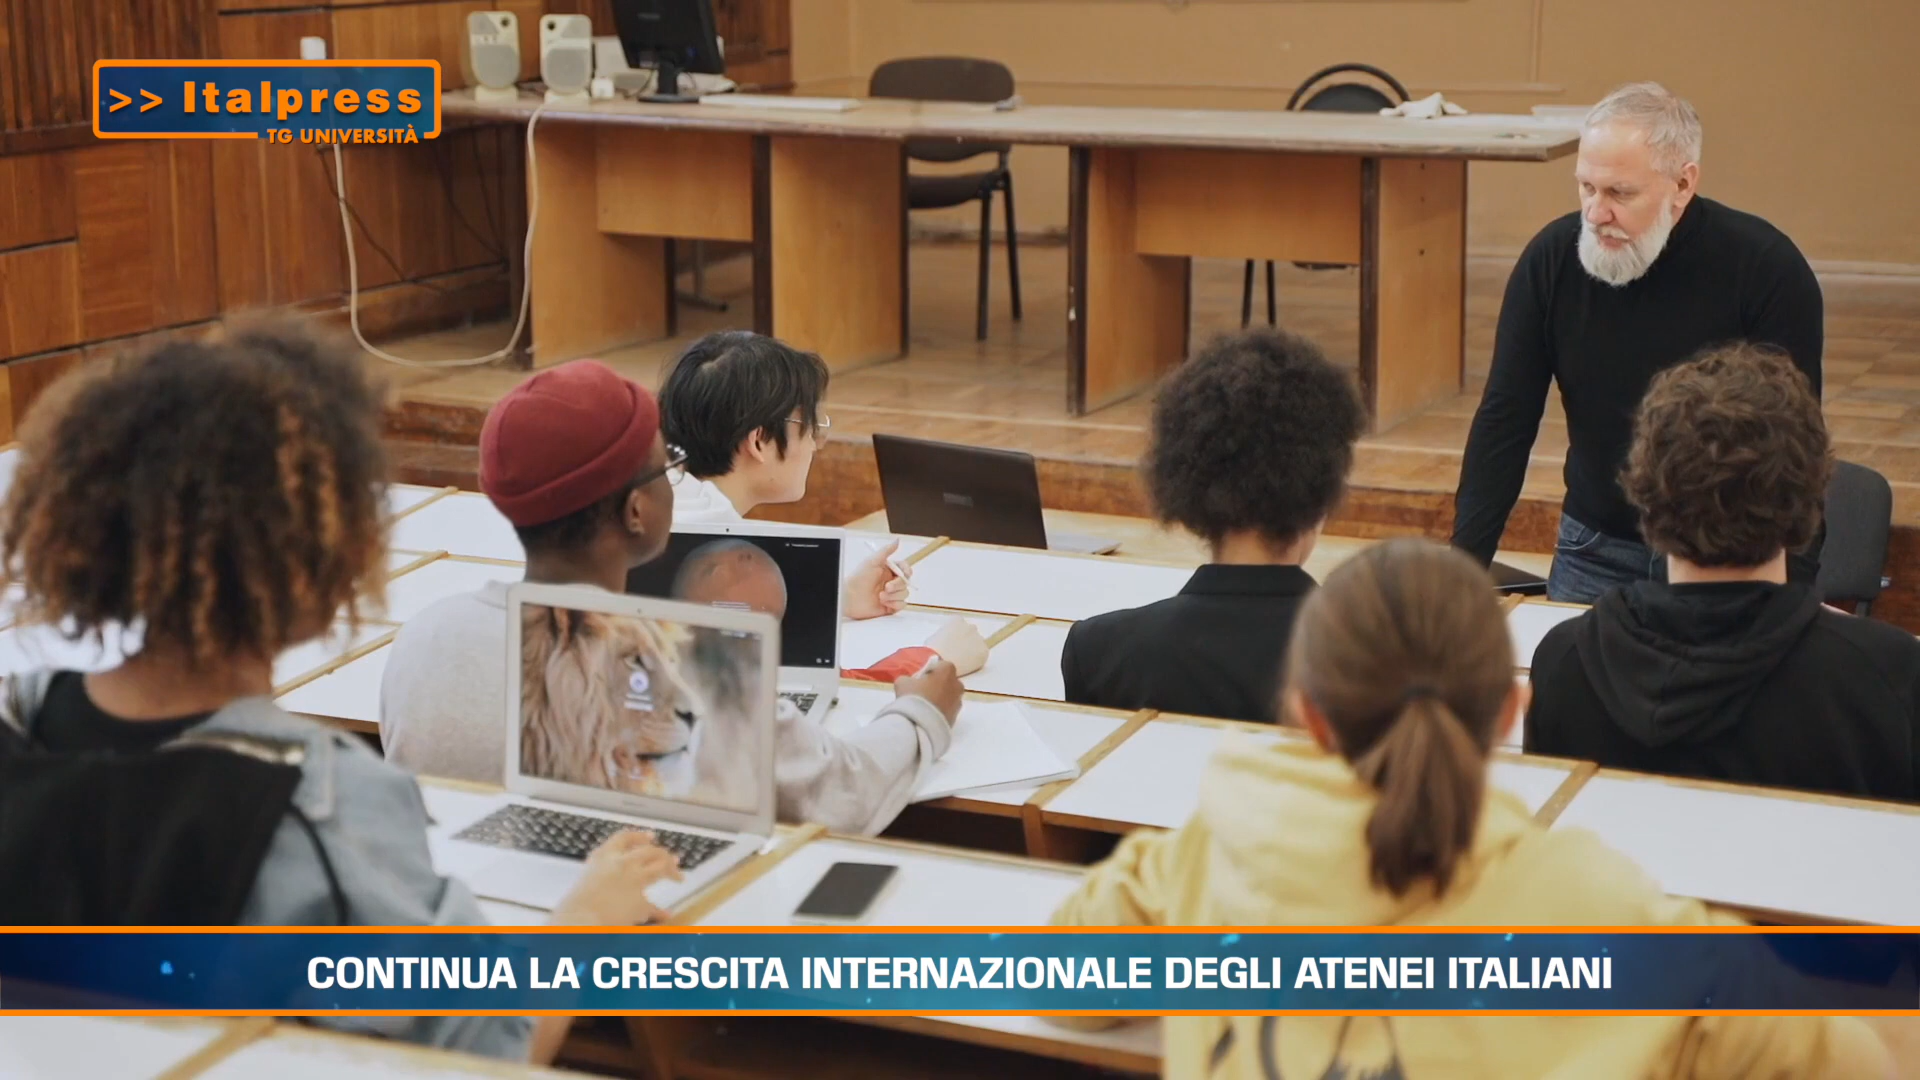 >> Italpress
TG UNIVERSITÀ
CONTINUA LA CRESCITA INTERNAZIONALE DEGLI ATENEI ITALIANI